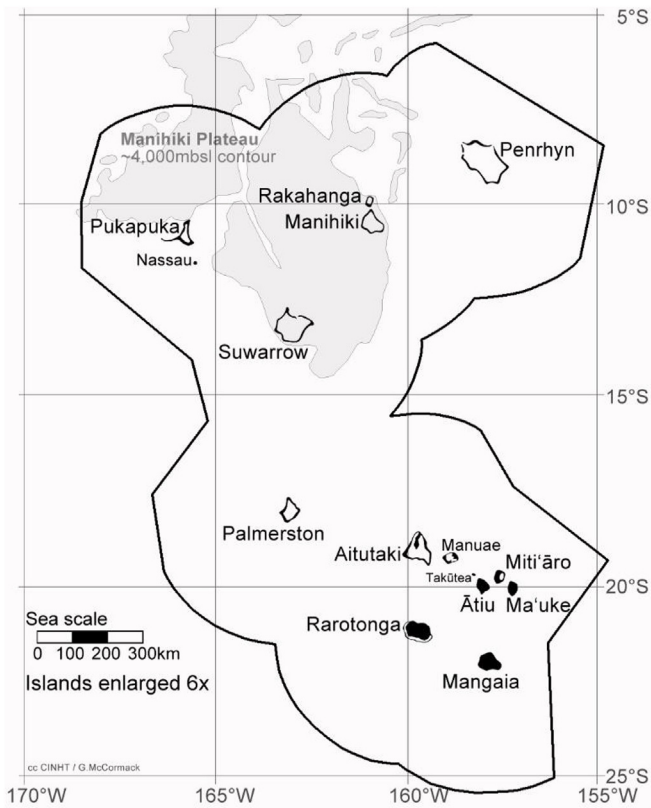 5°S
Manihiki Plateau
~4,000mbsl contour
Penrhyn
Rakahanga
10°S
Manihiki
Pukapuka
Nassau
Suwarrow
15°S
Palmerston
Aitutaki
Manuae
Miti‘āro
Takūtea
20°S
Ātiu
Ma‘uke
Sea scale
Rarotonga
0 100 200 300km
Islands enlarged 6x
Mangaia
cc CINHT / G.McCormack
25°S
170°W 165°W 160°W 155°W